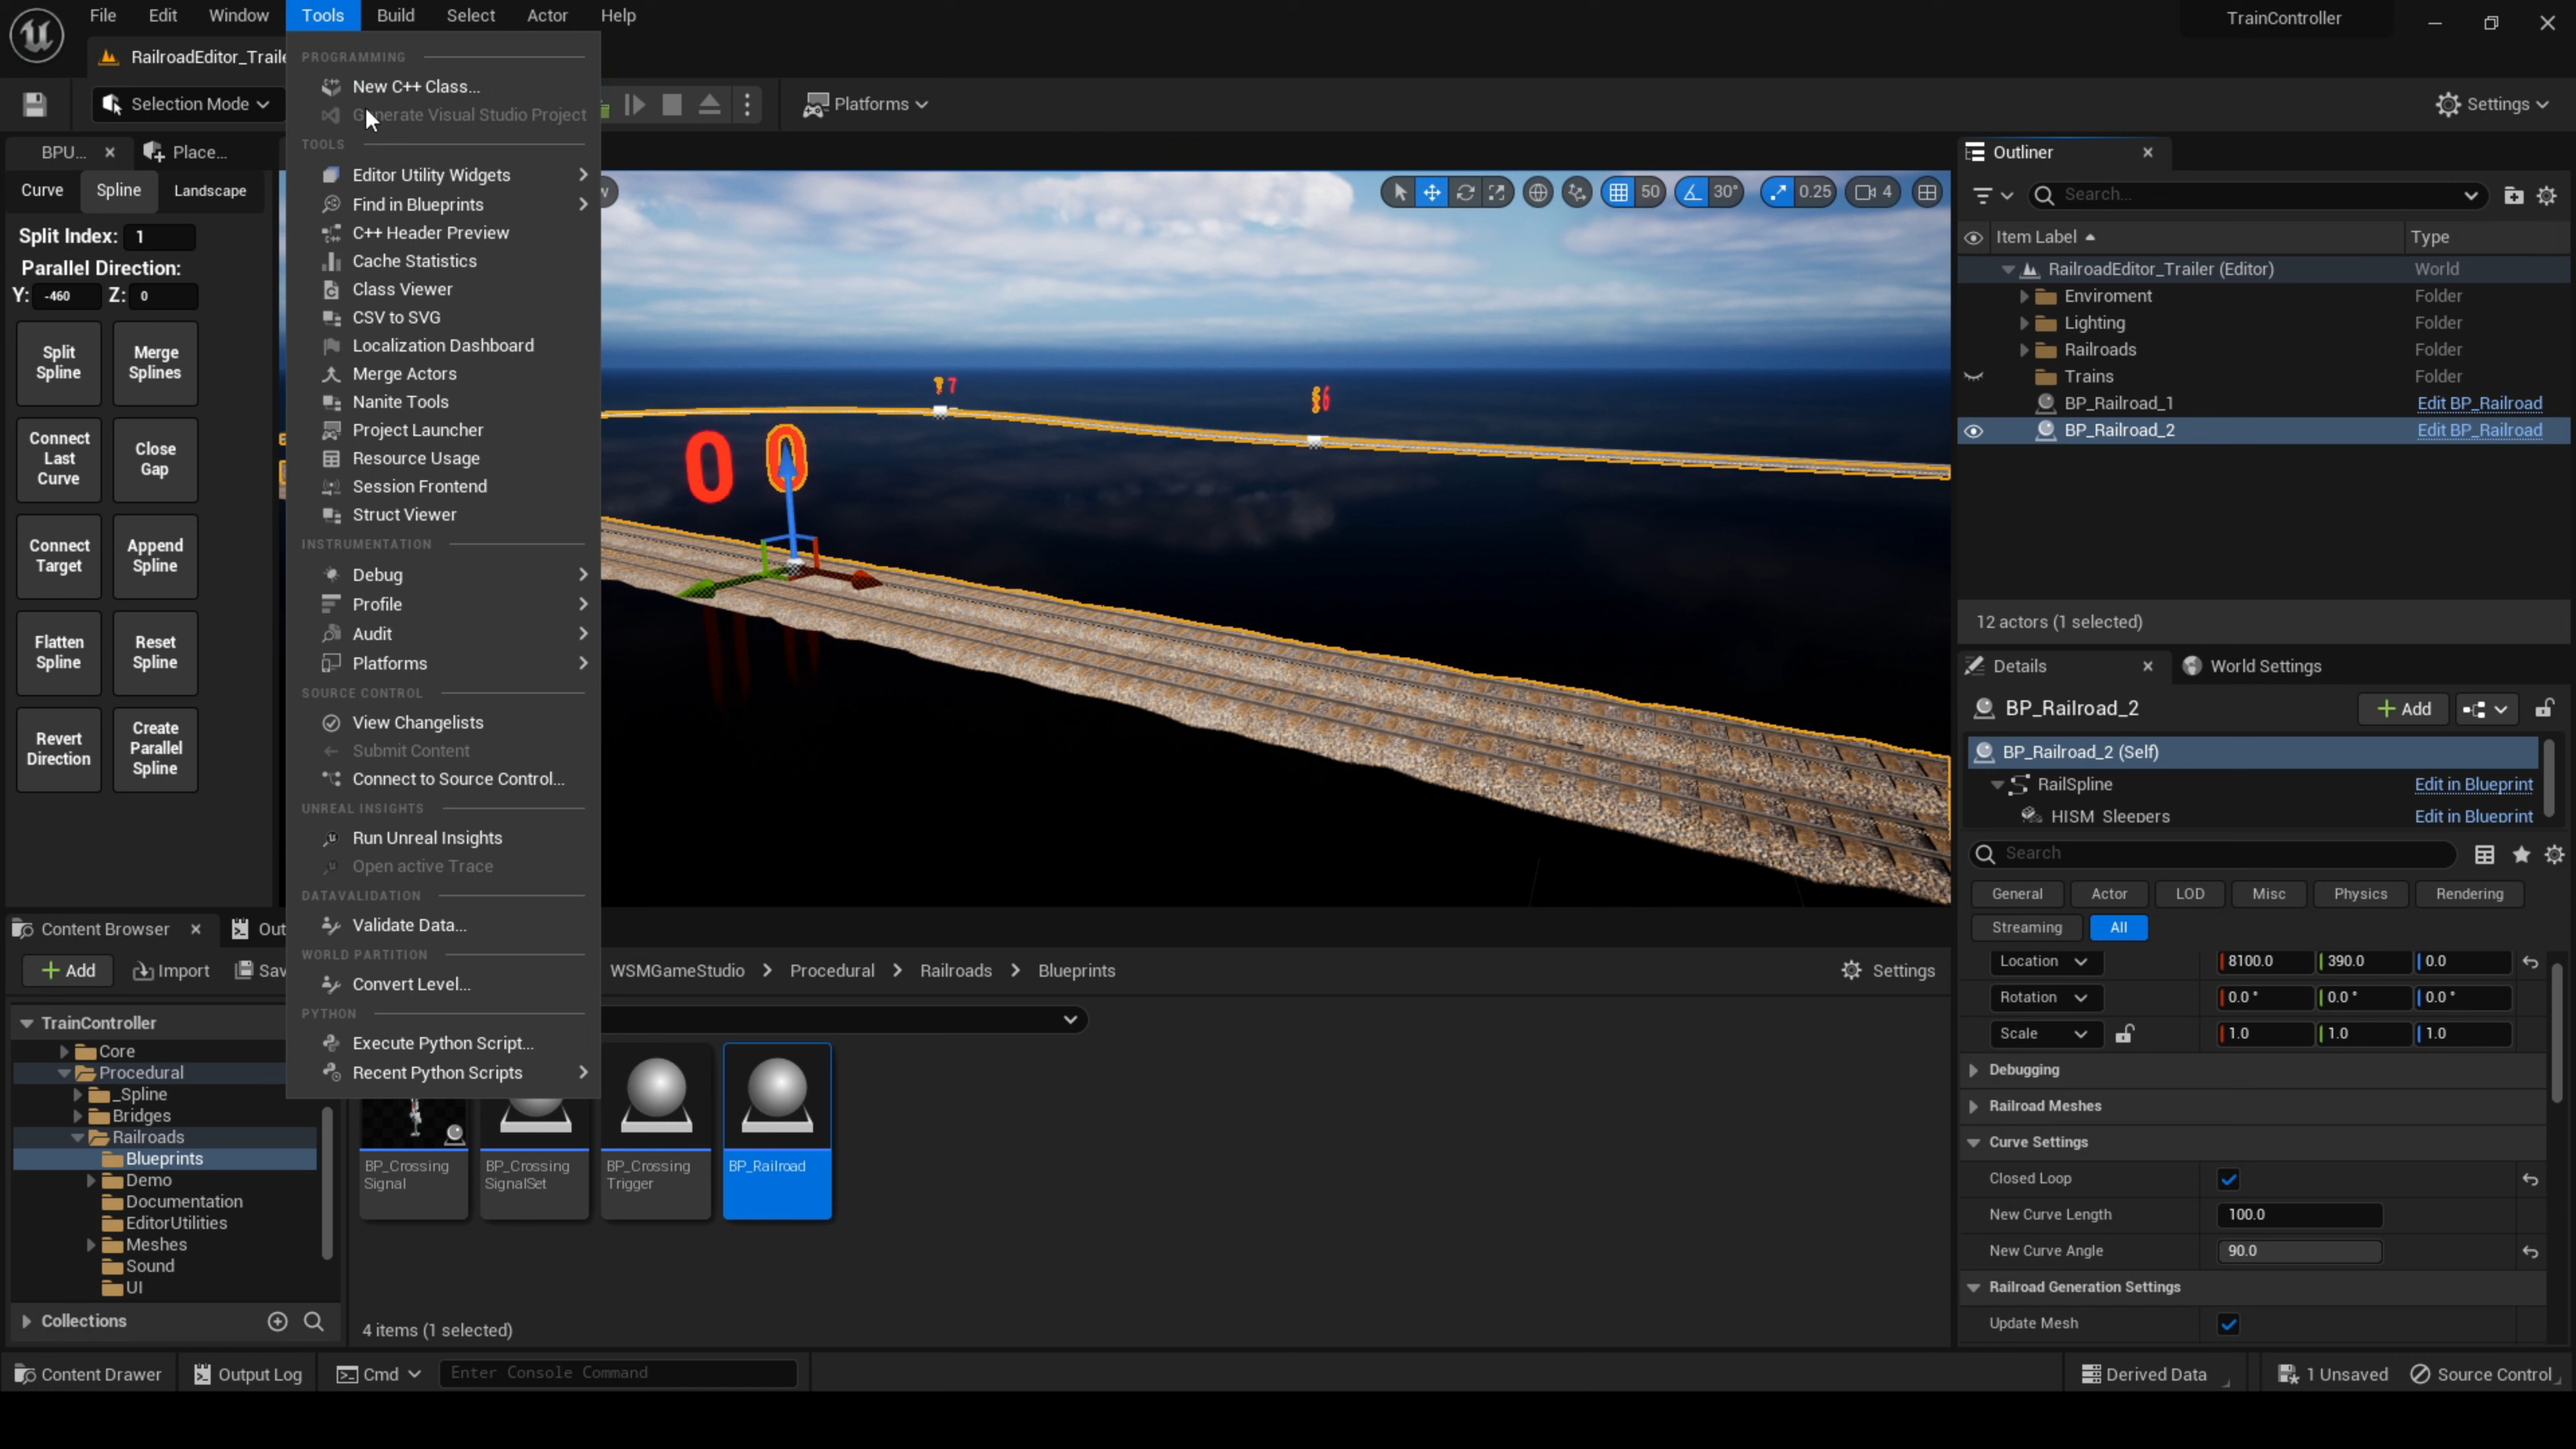 File Edit Window Tools Build Select Actor Help
TrainController
RailroadEditor_Traile
Selection Mode
Platforms
Settings
PROGRAMMING
New C++ Class...
Generate Visual Studio Project
TOOLS
Editor Utility Widgets
Find in Blueprints
C++ Header Preview
Cache Statistics
Class Viewer
CSV to SVG
Localization Dashboard
Merge Actors
Nanite Tools
Project Launcher
Resource Usage
Session Frontend
Struct Viewer
INSTRUMENTATION
Debug
Profile
Audit
Platforms
SOURCE CONTROL
View Changelists
Submit Content
Connect to Source Control...
UNREAL INSIGHTS
Run Unreal Insights
Open active Trace
DATAVALIDATION
Validate Data...
WORLD PARTITION
Convert Level...
PYTHON
Execute Python Script...
Recent Python Scripts
BPU... Place...
Curve Spline Landscape
Split Index: 1
Parallel Direction:
Y: -460 Z: 0
Split Spline
Merge Splines
Connect Last Curve
Close Gap
Connect Target
Append Spline
Flatten Spline
Reset Spline
Revert Direction
Create Parallel Spline
50 30° 0.25 4
7
6
0 0
Outliner
Search...
Item Label Type
RailroadEditor_Trailer (Editor) World
Enviroment Folder
Lighting Folder
Railroads Folder
Trains Folder
BP_Railroad_1 Edit BP_Railroad
BP_Railroad_2 Edit BP_Railroad
12 actors (1 selected)
Details World Settings
BP_Railroad_2 Add
BP_Railroad_2 (Self)
RailSpline Edit in Blueprint
HISM_Sleepers Edit in Blueprint
Search
General Actor LOD Misc Physics Rendering
Streaming All
Location 8100.0 390.0 0.0
Rotation 0.0 ° 0.0 ° 0.0 °
Scale 1.0 1.0 1.0
Debugging
Railroad Meshes
Curve Settings
Closed Loop
New Curve Length 100.0
New Curve Angle 90.0
Railroad Generation Settings
Update Mesh
Content Browser Out
Add Import Sav
WSMGameStudio Procedural Railroads Blueprints
Settings
TrainController
Core
Procedural
_Spline
Bridges
Railroads
Blueprints
Demo
Documentation
EditorUtilities
Meshes
Sound
UI
Collections
BP_Crossing Signal
BP_Crossing SignalSet
BP_Crossing Trigger
BP_Railroad
4 items (1 selected)
Content Drawer Output Log Cmd Enter Console Command
Derived Data 1 Unsaved Source Control